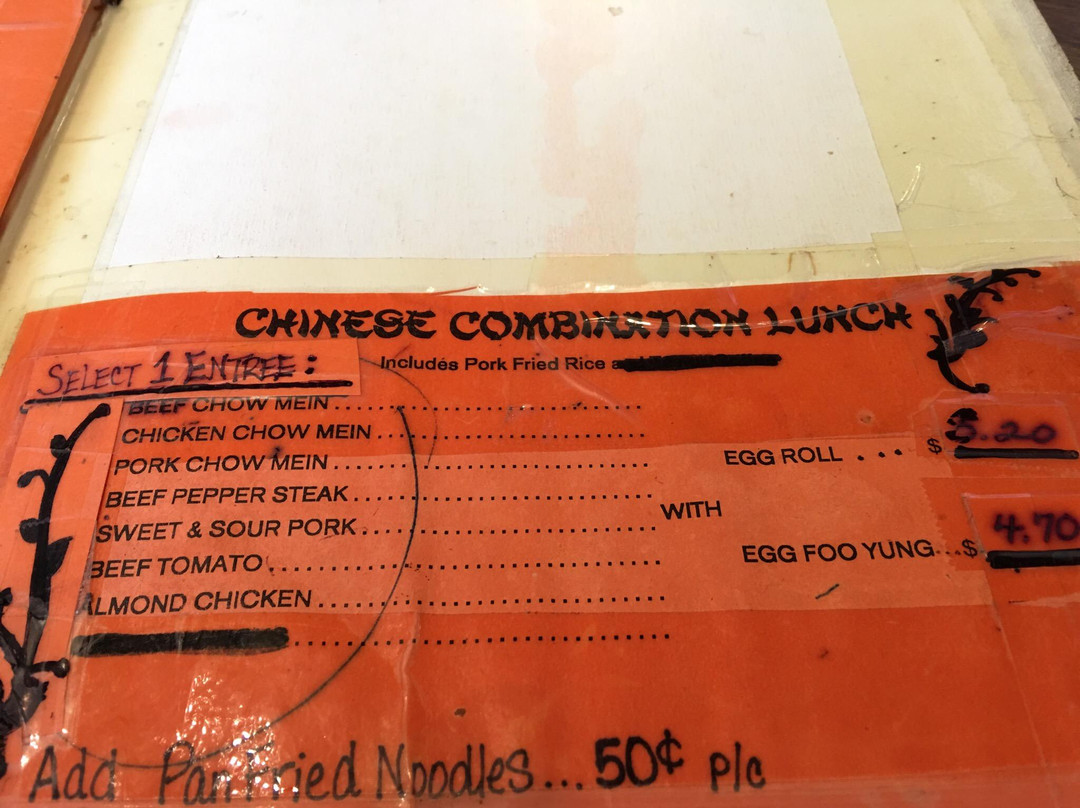 CHINESE COMBINATION LUNCH
Includes Pork Fried Rice a
SELECT 1 ENTREE:
BEEF CHOW MEIN
CHICKEN CHOW MEIN
PORK CHOW MEIN
BEEF PEPPER STEAK
SWEET & SOUR PORK
BEEF TOMATO
ALMOND CHICKEN
WITH
EGG ROLL . . . $ 5.20
EGG FOO YUNG...$ 4.70
Add Pan Fried Noodles... 50¢ p/c